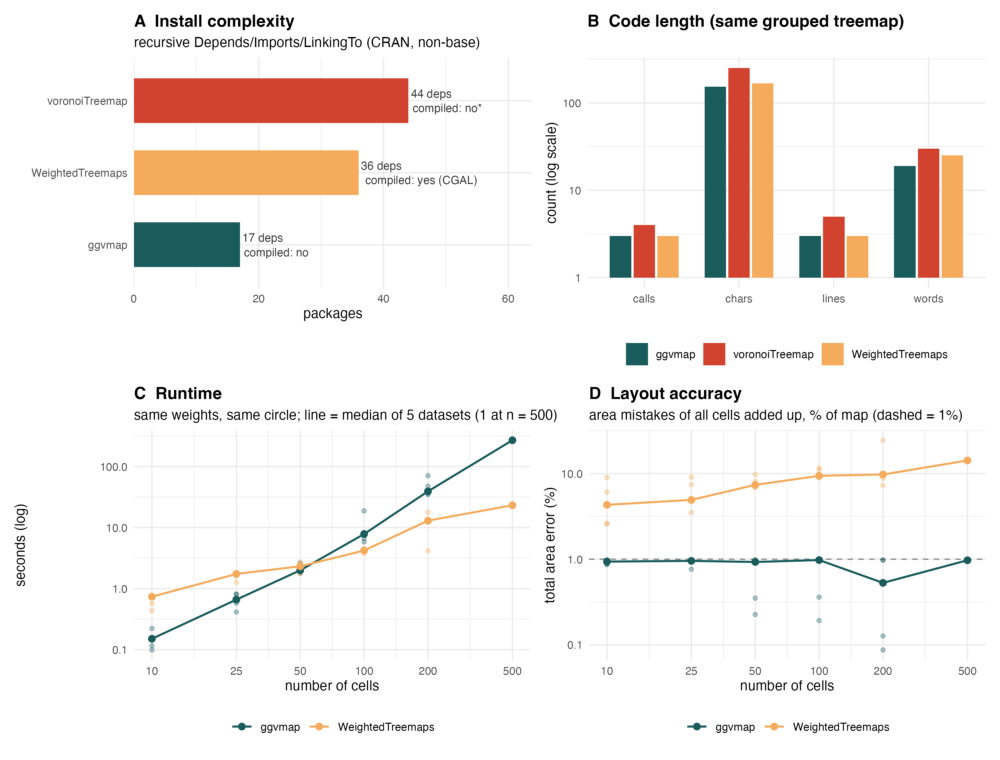 A Install complexity
recursive Depends/Imports/LinkingTo (CRAN, non-base)
voronoiTreemap
44 deps
compiled: no*
WeightedTreemaps
36 deps
compiled: yes (CGAL)
ggvmap
17 deps
compiled: no
0 20 40 60
packages
B Code length (same grouped treemap)
count (log scale)
100
10
1
calls chars lines words
ggvmap voronoiTreemap WeightedTreemaps
C Runtime
same weights, same circle; line = median of 5 datasets (1 at n = 500)
seconds (log)
100.0
10.0
1.0
0.1
10 25 50 100 200 500
number of cells
ggvmap WeightedTreemaps
D Layout accuracy
area mistakes of all cells added up, % of map (dashed = 1%)
total area error (%)
10.0
1.0
0.1
10 25 50 100 200 500
number of cells
ggvmap WeightedTreemaps